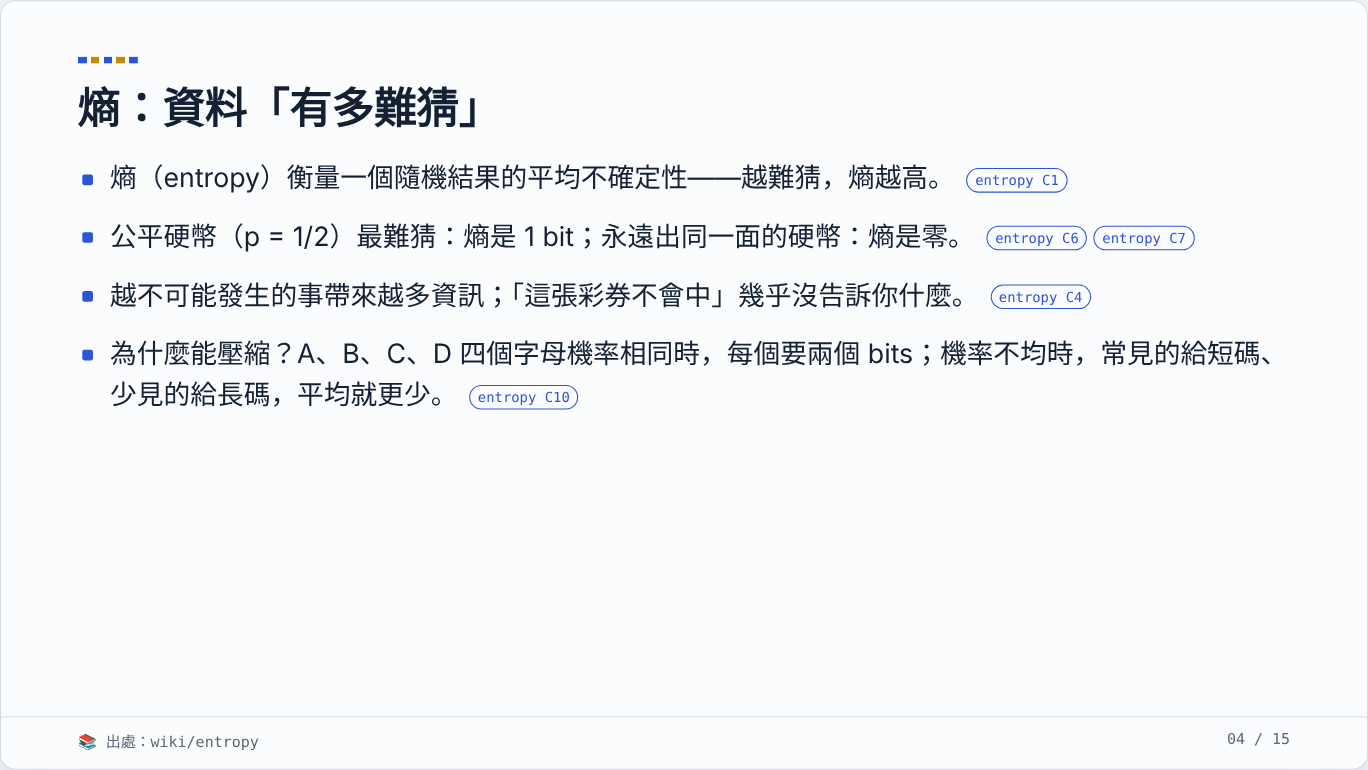 熵：資料「有多難猜」
熵（entropy）衡量一個隨機結果的平均不確定性——越難猜，熵越高。 entropy C1
公平硬幣（p = 1/2）最難猜：熵是 1 bit；永遠出同一面的硬幣：熵是零。 entropy C6 entropy C7
越不可能發生的事帶來越多資訊；「這張彩券不會中」幾乎沒告訴你什麼。 entropy C4
為什麼能壓縮？A、B、C、D 四個字母機率相同時，每個要兩個 bits；機率不均時，常見的給短碼、
少見的給長碼，平均就更少。 entropy C10
📚 出處：wiki/entropy
04 / 15